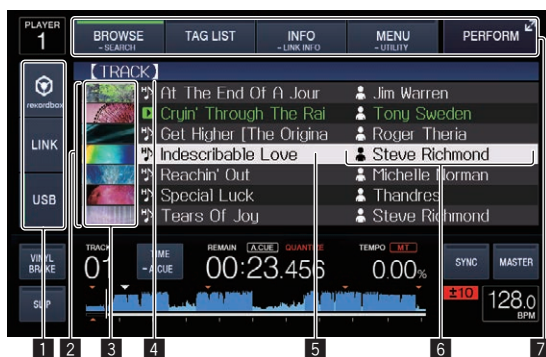 PLAYER
1
BROWSE
- SEARCH
TAG LIST
INFO
- LINK INFO
MENU
- UTILITY
PERFORM
[TRACK]
rekordbox
LINK
USB
At The End Of A Jour Jim Warren
Cryin' Through The Rai Tony Sweden
Get Higher [The Origina Roger Theria
Indescribable Love Steve Richmond
Reachin' Out Michelle Norman
Special Luck Thandres
Tears Of Joy Steve Richmond
VINYL
BRAKE
TRACK
01
TIME
- A.CUE
REMAIN A.CUE QUANTIZE
00:23.456
TEMPO MT
0.00%
SYNC
MASTER
SLIP
±10
128.0
BPM
1 2 3 4 5 6 7